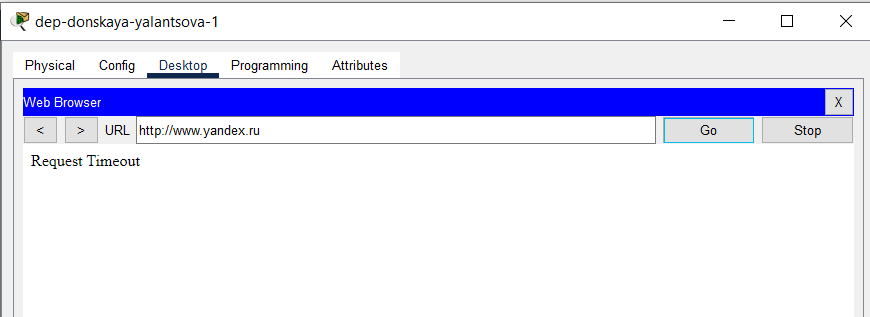 dep-donskaya-yalantsova-1
Physical Config Desktop Programming Attributes
Web Browser X
< > URL http://www.yandex.ru Go Stop
Request Timeout